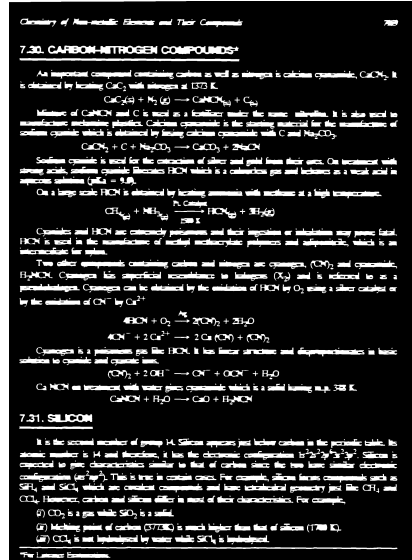 Chemistry of Non-metallic Elements and Their Compounds 789
7.30. CARBON-NITROGEN COMPOUNDS*
An important compound containing carbon as well as nitrogen is calcium cyanamide, CaCN₂. It
is obtained by heating CaC₂ with nitrogen at 1373 K.
CaC₂(s) + N₂ (g) ⟶ CaNCN(s) + C(s)
Mixture of CaNCN and C is used as a fertilizer under the name nitrolim. It is also used to
manufacture melamine plastics. Calcium cyanamide is the starting material for the manufacture of
sodium cyanide which is obtained by fusing calcium cyanamide with C and Na₂CO₃.
CaCN₂ + C + Na₂CO₃ ⟶ CaCO₃ + 2NaCN
Sodium cyanide is used for the extraction of silver and gold from their ores. On treatment with
strong acids, sodium cyanide liberates HCN which is a colourless gas and behaves as a weak acid in
aqueous solution (pKa = 9.0).
On a large scale HCN is obtained by heating ammonia with methane at a high temperature.
Pt. Catalyst
CH₄(g) + NH₃(g) ⟶ HCN(g) + 3H₂(g)
1500 K
Cyanides and HCN are extremely poisonous and their ingestion or inhalation may prove fatal.
HCN is used in the manufacture of methyl methacrylate polymers and adiponitrile, which is an
intermediate for nylon.
Two other compounds containing carbon and nitrogen are cyanogen, (CN)₂ and cyanamide,
H₂NCN. Cyanogen has superficial resemblance to halogens (X₂) and is referred to as a
pseudohalogen. Cyanogen can be obtained by the oxidation of HCN by O₂ using a silver catalyst or
by the oxidation of CN⁻ by Cu²⁺
Ag
4HCN + O₂ ⟶ 2(CN)₂ + 2H₂O
4CN⁻ + 2 Cu²⁺ ⟶ 2 Cu (CN) + (CN)₂
Cyanogen is a poisonous gas like HCN. It has linear structure and disproportionates in basic
solution to cyanide and cyanate ions.
(CN)₂ + 2 OH⁻ ⟶ CN⁻ + OCN⁻ + H₂O
Ca NCN on treatment with water gives cyanamide which is a solid having m.p. 318 K.
CaNCN + H₂O ⟶ CaO + H₂NCN
7.31. SILICON
It is the second member of group 14. Silicon appears just below carbon in the periodic table. Its
atomic number is 14 and therefore, it has the electronic configuration 1s²2s²2p⁶3s²3p². Silicon is
expected to give characteristics similar to that of carbon since the two have similar electronic
configuration (ns²np²). This is true in certain cases. For example, silicon forms compounds such as
SiH₄ and SiCl₄ which are covalent compounds and have tetrahedral geometry just like CH₄ and
CCl₄. However, carbon and silicon differ in most of their characteristics. For example,
(i) CO₂ is a gas while SiO₂ is a solid.
(ii) Melting point of carbon is much higher than that of silicon
(iii) CCl₄ is not hydrolysed by water while SiCl₄ is hydrolysed.
*For Entrance Examinations.